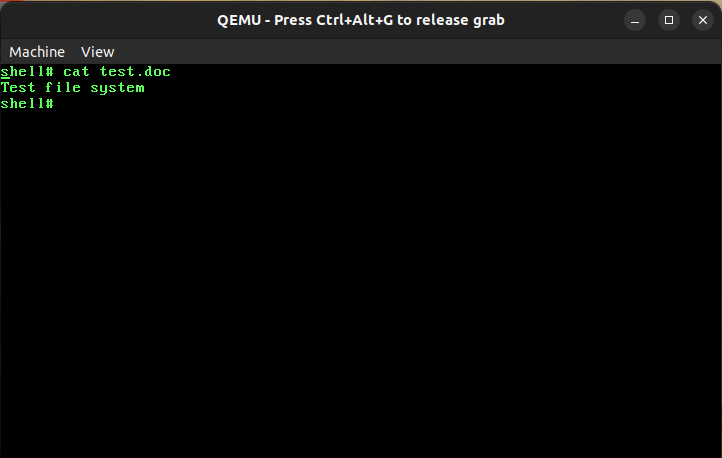 QEMU - Press Ctrl+Alt+G to release grab
Machine View
shell# cat test.doc
Test file system
shell#